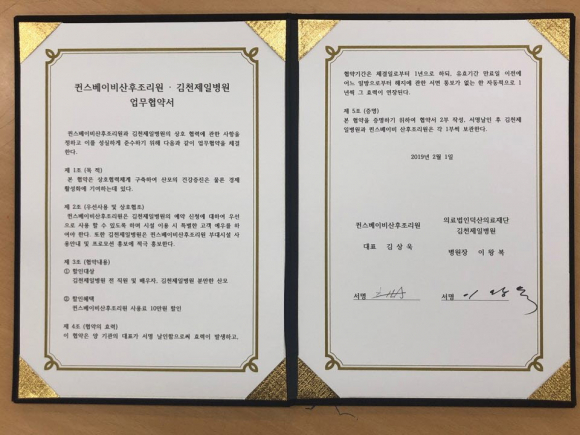 퀸스베이비산후조리원 · 김천제일병원
업무협약서
퀸스베이비산후조리원과 김천제일병원의 상호 협력에 관한 사항을
정하고 이를 성실하게 준수하기 위해 다음과 같이 업무협약을 체결
한다.
제 1조 (목 적)
본 협약은 상호협력체계 구축하여 산모의 건강증진은 물론 경제
활성화에 기여하는데 있다.
제 2조 (우선사용 및 상호협조)
퀸스베이비산후조리원은 김천제일병원의 예약 신청에 대하여 우선
으로 사용 할 수 있도록 하며 시설 이용 시 특별한 고객 예우를 하
여야 한다. 또한 김천제일병원은 퀸스베이비산후조리원 부대시설 사
용안내 및 프로모션 홍보에 적극 홍보한다.
제 3조 (협약내용)
① 할인대상
김천제일병원 전 직원 및 배우자, 김천제일병원 분만한 산모
② 할인혜택
퀸스베이비산후조리원 사용료 10만원 할인
제 4조 (협약의 효력)
이 협약은 양 기관의 대표가 서명 날인함으로써 효력이 발생하고,
협약기간은 체결일로부터 1년으로 하되, 유효기간 만료일 이전에
어느 일방으로부터 해지에 관한 서면 통보가 없는 한 자동적으로 1
년씩 그 효력이 연장된다.
제 5조 (증명)
본 협약을 증명하기 위하여 협약서 2부 작성, 서명날인 후 김천제
일병원과 퀸스베이비 산후조리원은 각 1부씩 보관한다.
2019년 2월 1일
퀸스베이비산후조리원
대표 김상욱
의료법인덕산의료재단
김천제일병원
병원장 이왕복
서명
서명